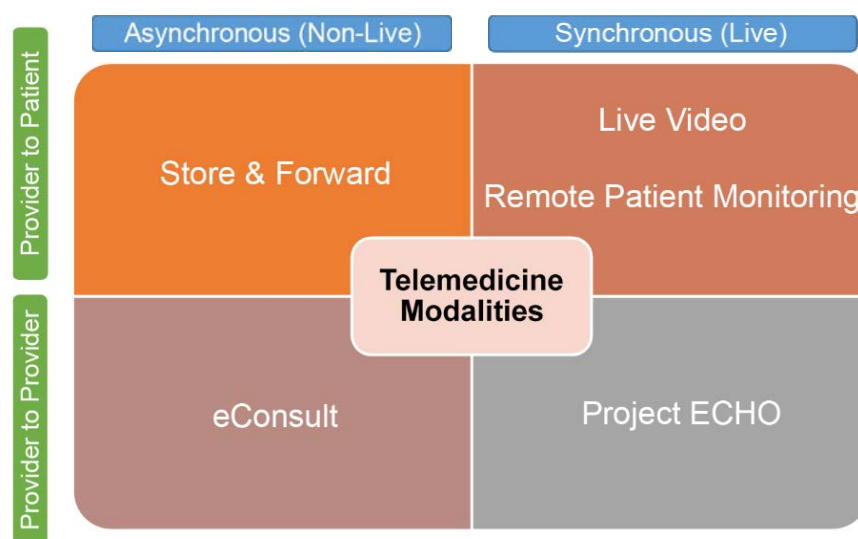 Asynchronous (Non-Live)
Synchronous (Live)
Provider to Patient
Store & Forward
Live Video
Remote Patient Monitoring
Telemedicine
Modalities
Provider to Provider
eConsult
Project ECHO